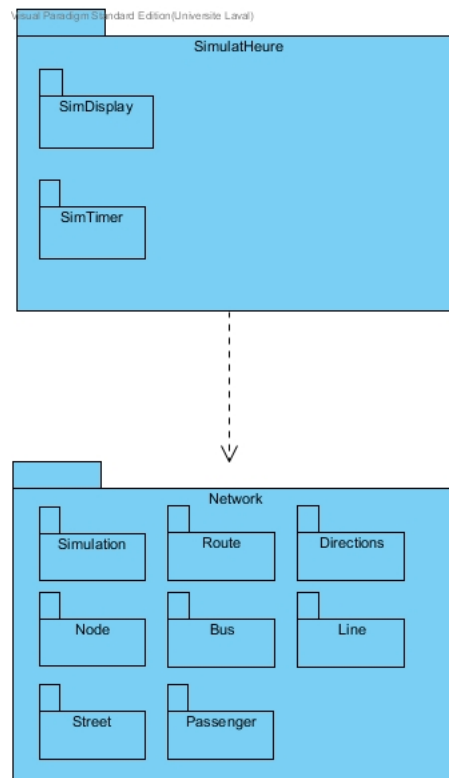 Visual Paradigm Standard Edition(Universite Laval)
SimulatHeure
SimDisplay
SimTimer
Network
Simulation
Route
Directions
Node
Bus
Line
Street
Passenger